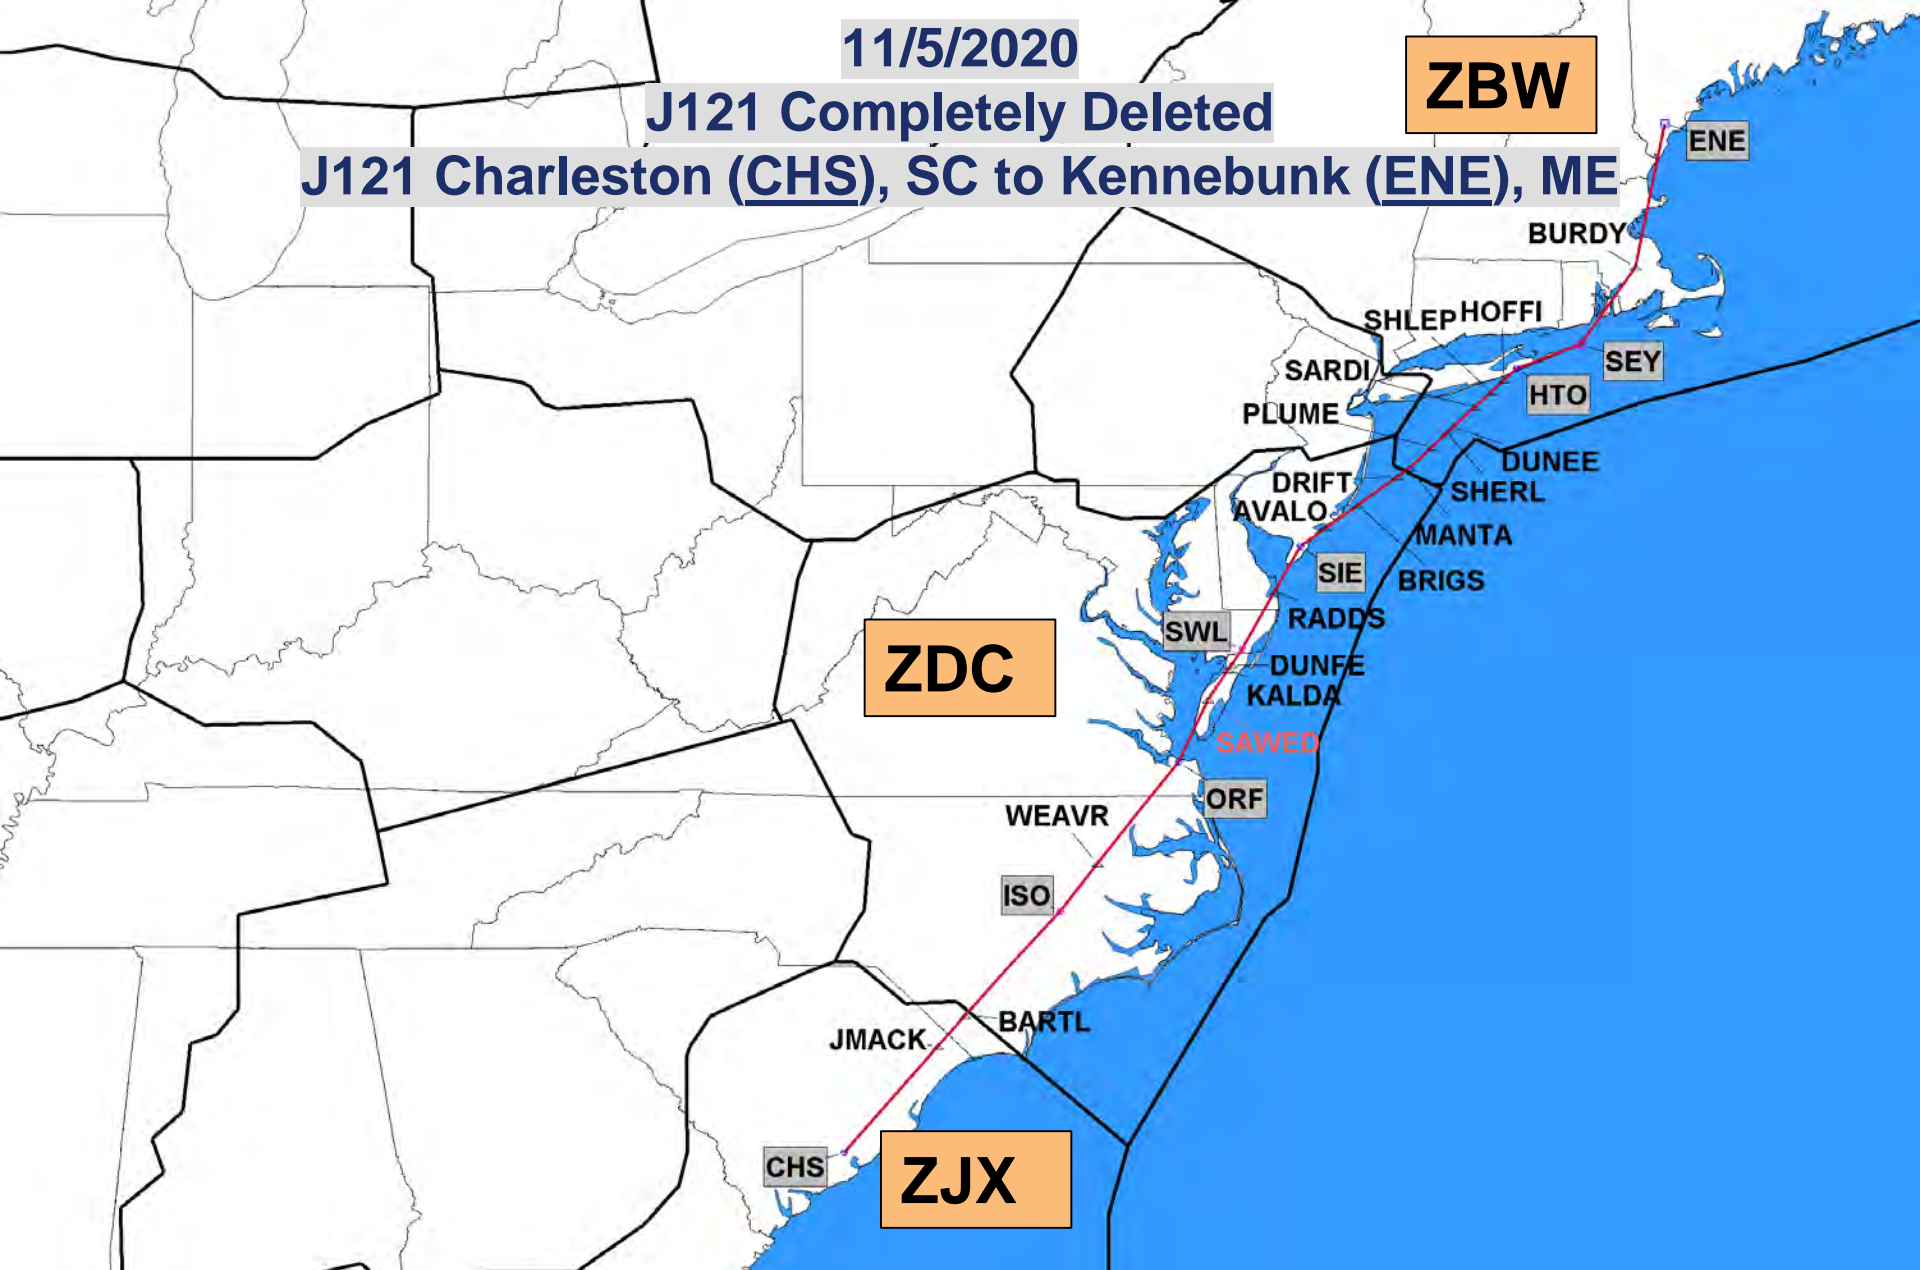 11/5/2020
J121 Completely Deleted
J121 Charleston (CHS), SC to Kennebunk (ENE), ME
ZBW
ENE
BURDY
SHLEP
HOFFI
SEY
SARDI
HTO
PLUME
DUNEE
DRIFT
SHERL
AVALO
MANTA
SIE
BRIGS
RADDS
SWL
ZDC
DUNFE
KALDA
SAWED
ORF
WEAVR
ISO
BARTL
JMACK
CHS
ZJX